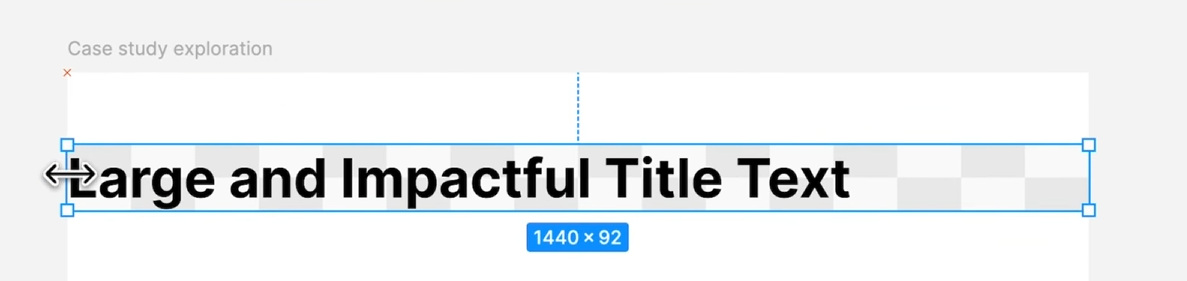 Case study exploration
Large and Impactful Title Text
1440 × 92